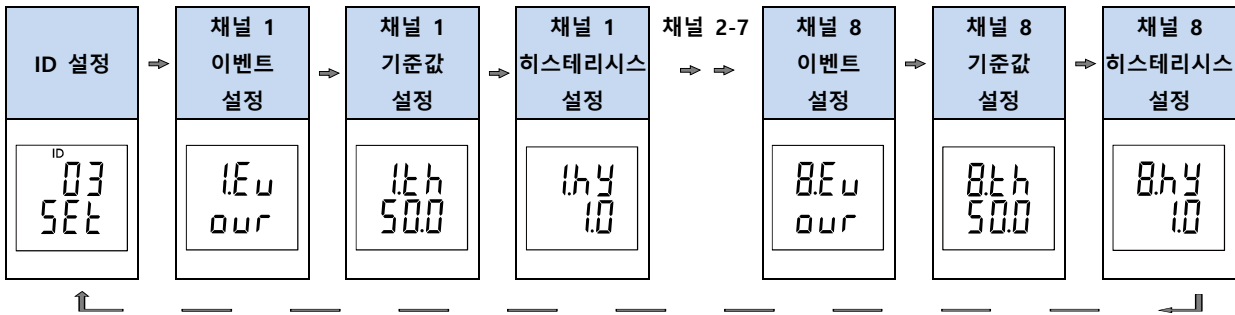 ID 설정
채널 1
이벤트
설정
채널 1
기준값
설정
채널 1
히스테리시스
설정
채널 2-7
채널 8
이벤트
설정
채널 8
기준값
설정
채널 8
히스테리시스
설정
ID
03
SEt
1.Eu
our
1.th
50.0
1.hy
1.0
8.Eu
our
8.th
50.0
8.hy
1.0